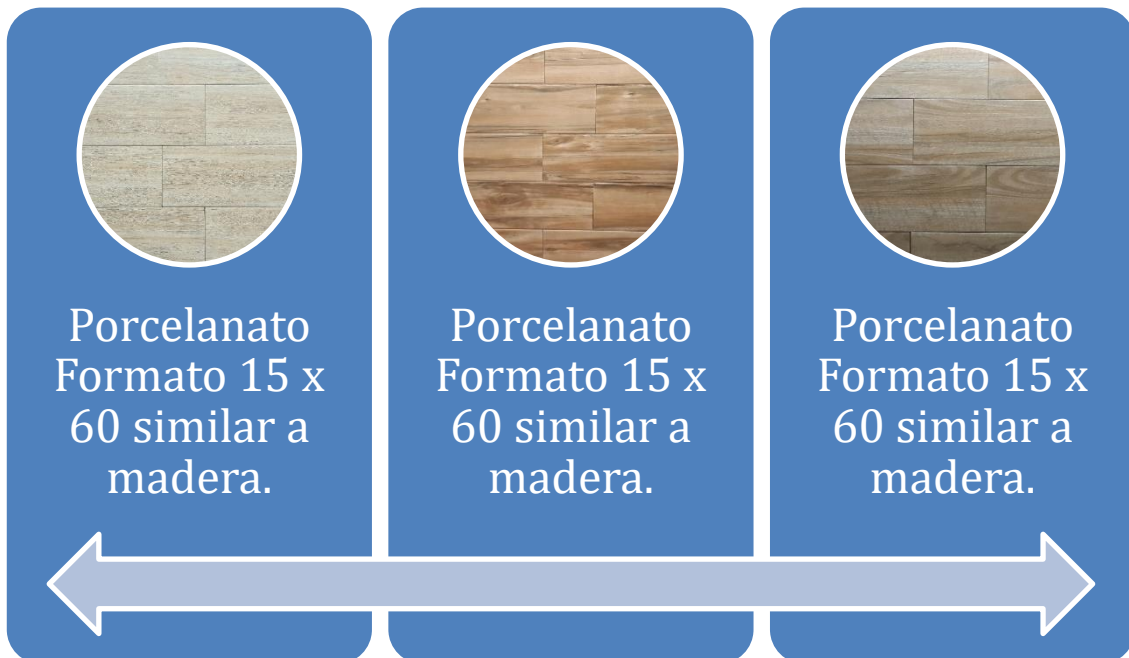 Porcelanato
Formato 15 x
60 similar a
madera.
Porcelanato
Formato 15 x
60 similar a
madera.
Porcelanato
Formato 15 x
60 similar a
madera.